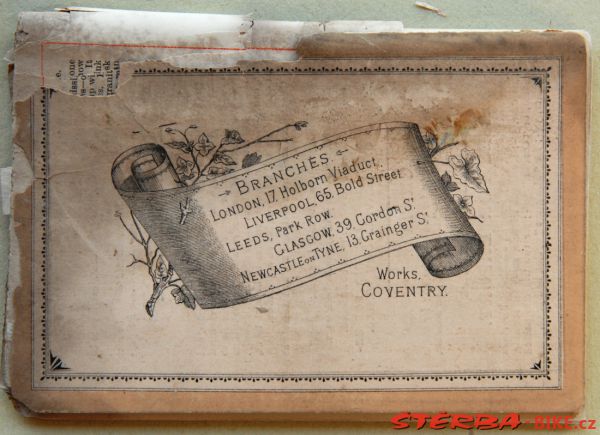 BRANCHES.
LONDON, 17, Holborn Viaduct.
LIVERPOOL, 65, Bold Street
LEEDS, Park Row.
GLASGOW, 39, Gordon St
NEWCASTLE ON TYNE, 13, Grainger St
Works,
COVENTRY.
STĚRBA-BIKE.cz